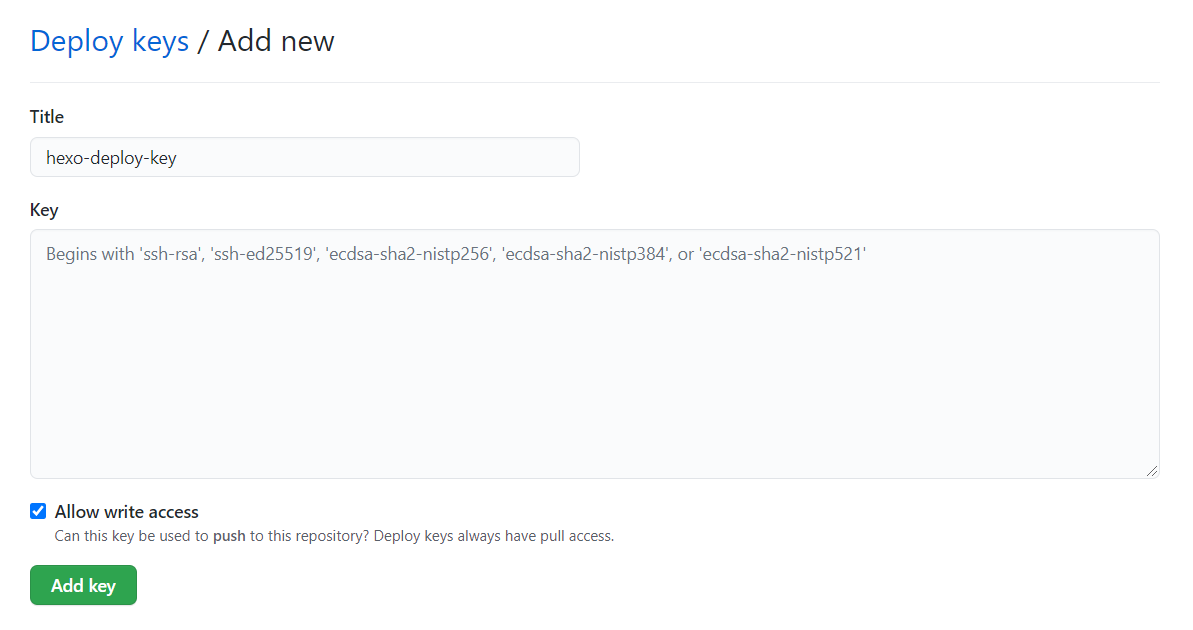 Deploy keys / Add new
Title
hexo-deploy-key
Key
Begins with 'ssh-rsa', 'ssh-ed25519', 'ecdsa-sha2-nistp256', 'ecdsa-sha2-nistp384', or 'ecdsa-sha2-nistp521'
Allow write access
Can this key be used to push to this repository? Deploy keys always have pull access.
Add key